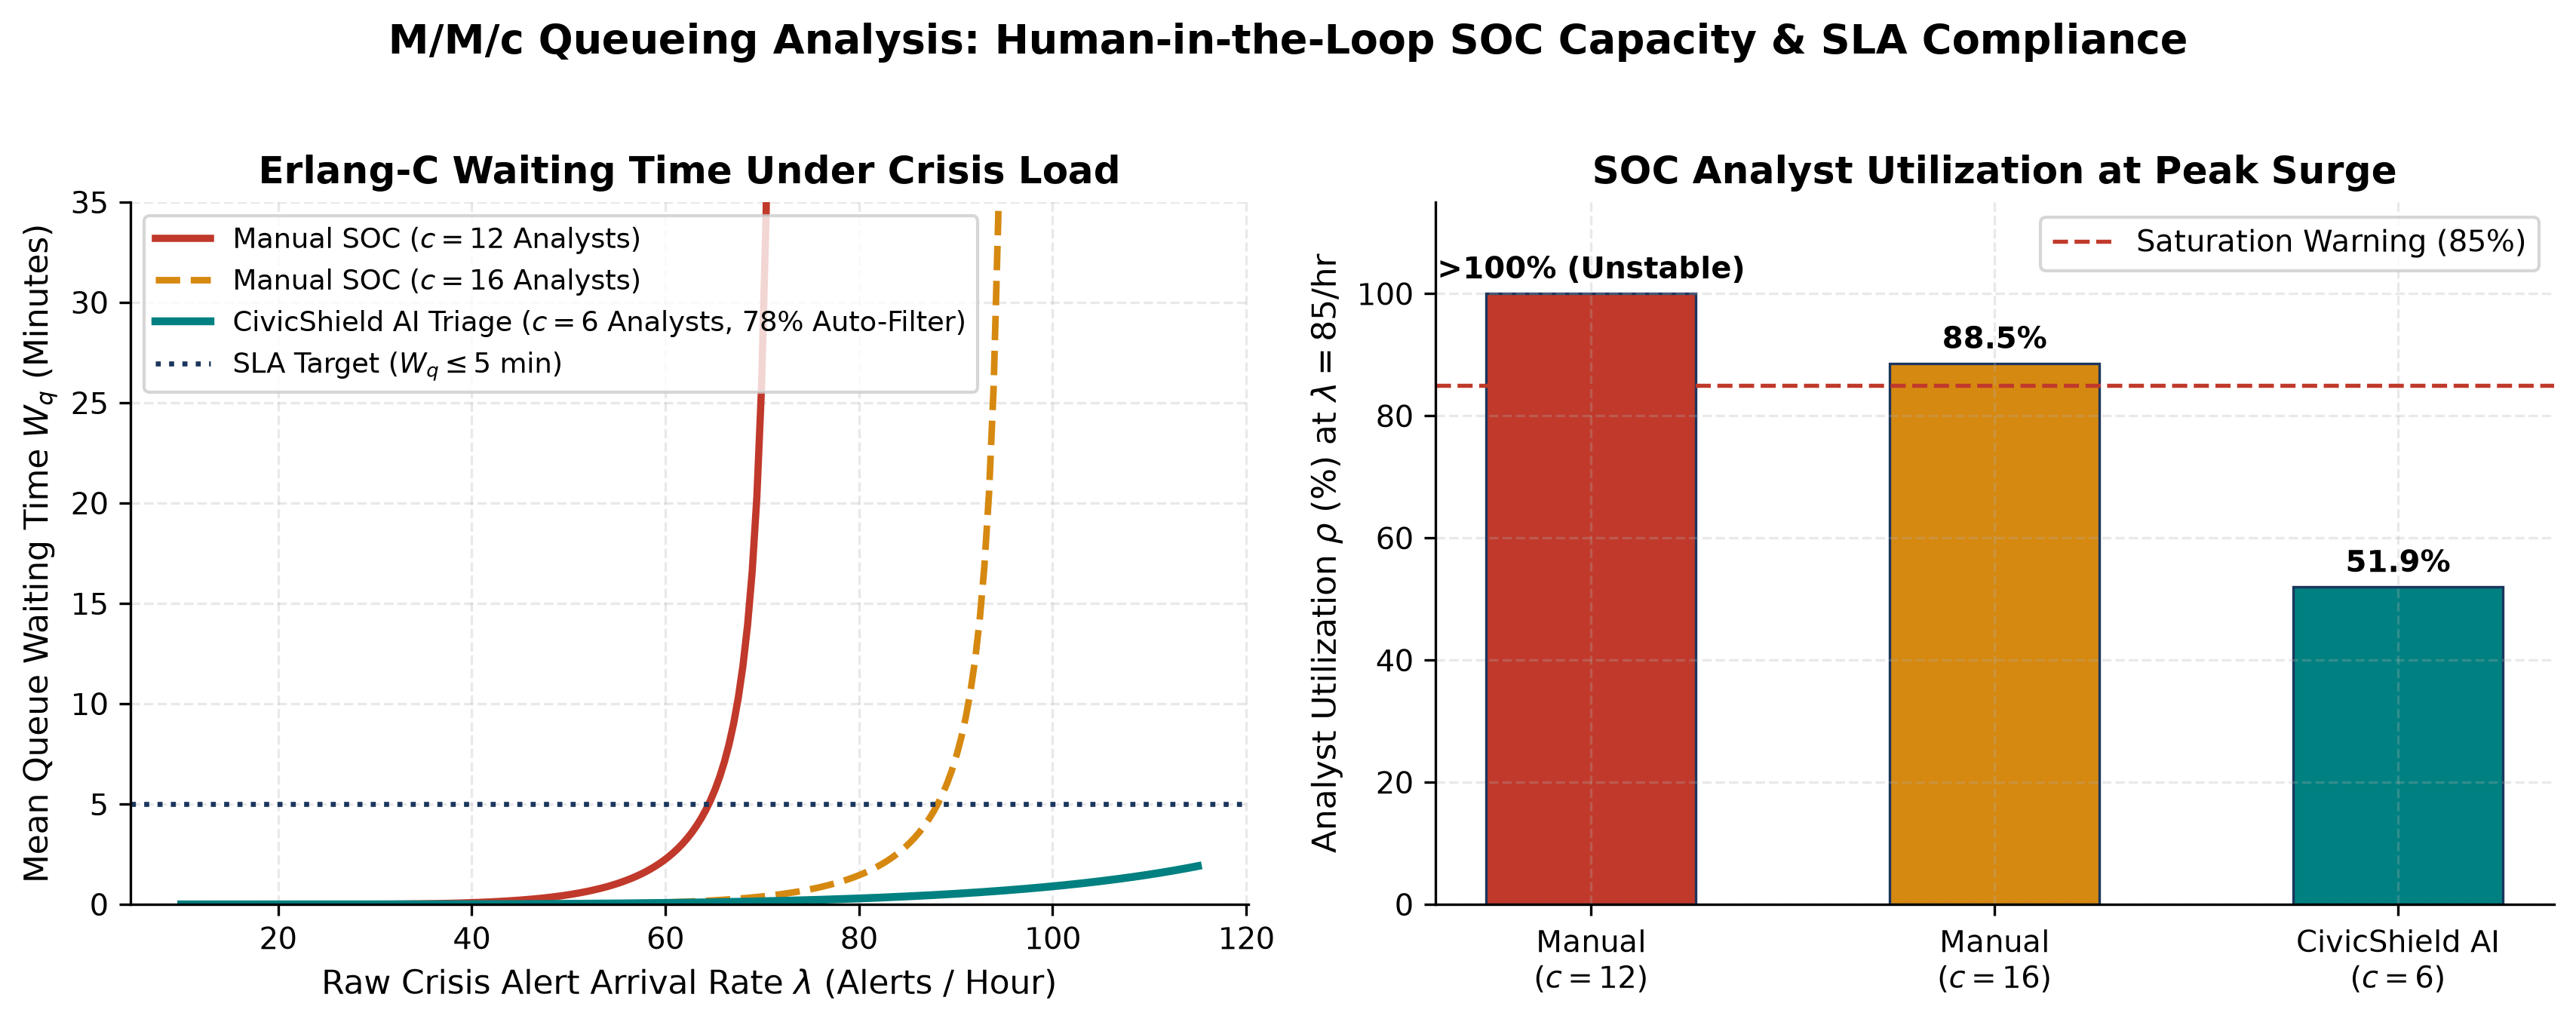 M/M/c Queueing Analysis: Human-in-the-Loop SOC Capacity & SLA Compliance
Erlang-C Waiting Time Under Crisis Load
Mean Queue Waiting Time Wq (Minutes)
35
30
25
20
15
10
5
0
Manual SOC (c = 12 Analysts)
Manual SOC (c = 16 Analysts)
CivicShield AI Triage (c = 6 Analysts, 78% Auto-Filter)
SLA Target (Wq ≤ 5 min)
20
40
60
80
100
120
Raw Crisis Alert Arrival Rate λ (Alerts / Hour)
SOC Analyst Utilization at Peak Surge
Analyst Utilization ρ (%) at λ = 85/hr
100
80
60
40
20
0
Saturation Warning (85%)
>100% (Unstable)
88.5%
51.9%
Manual
(c = 12)
Manual
(c = 16)
CivicShield AI
(c = 6)